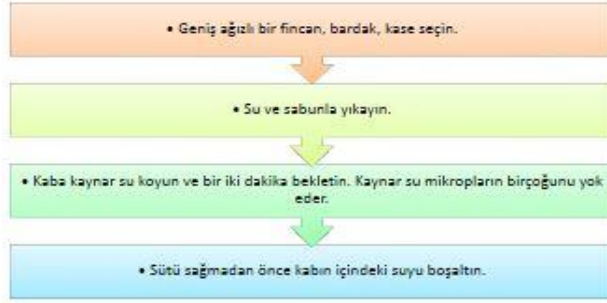 • Geniş ağızlı bir fincan, bardak, kase seçin.
• Su ve sabunla yıkayın.
• Kaba kaynar su koyun ve bir iki dakika bekletin. Kaynar su mikropların birçoğunu yok
eder.
• Sütü sağmadan önce kabın içindeki suyu boşaltın.